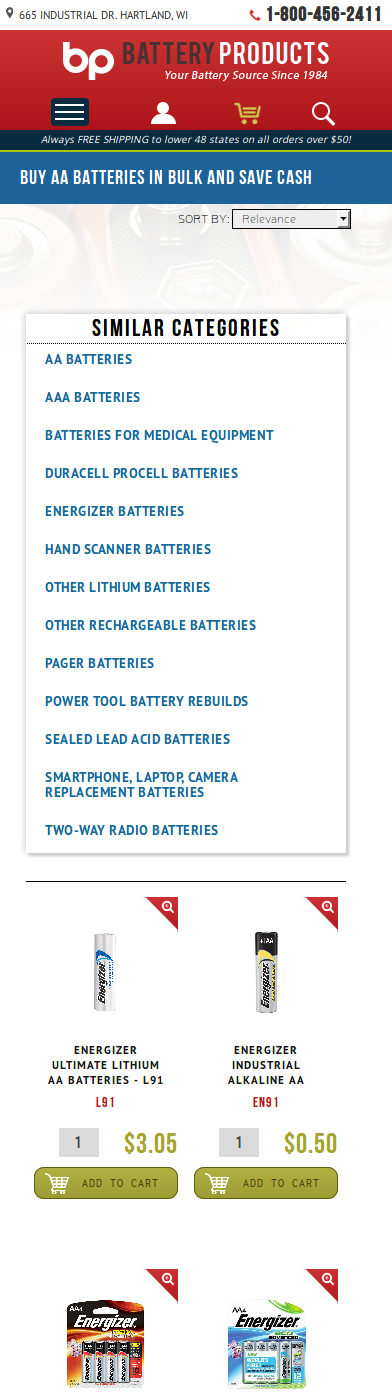 665 INDUSTRIAL DR. HARTLAND, WI
1-800-456-2411
bp BATTERY PRODUCTS
Your Battery Source Since 1984
Always FREE SHIPPING to lower 48 states on all orders over $50!
BUY AA BATTERIES IN BULK AND SAVE CASH
SORT BY: Relevance
SIMILAR CATEGORIES
AA BATTERIES
AAA BATTERIES
BATTERIES FOR MEDICAL EQUIPMENT
DURACELL PROCELL BATTERIES
ENERGIZER BATTERIES
HAND SCANNER BATTERIES
OTHER LITHIUM BATTERIES
OTHER RECHARGEABLE BATTERIES
PAGER BATTERIES
POWER TOOL BATTERY REBUILDS
SEALED LEAD ACID BATTERIES
SMARTPHONE, LAPTOP, CAMERA
REPLACEMENT BATTERIES
TWO-WAY RADIO BATTERIES
Energizer
ENERGIZER
ULTIMATE LITHIUM
AA BATTERIES - L91
L91
1
$3.05
ADD TO CART
Energizer
ENERGIZER
INDUSTRIAL
ALKALINE AA
EN91
1
$0.50
ADD TO CART
Energizer
AA4
Energizer
WORLD'S
FIRST